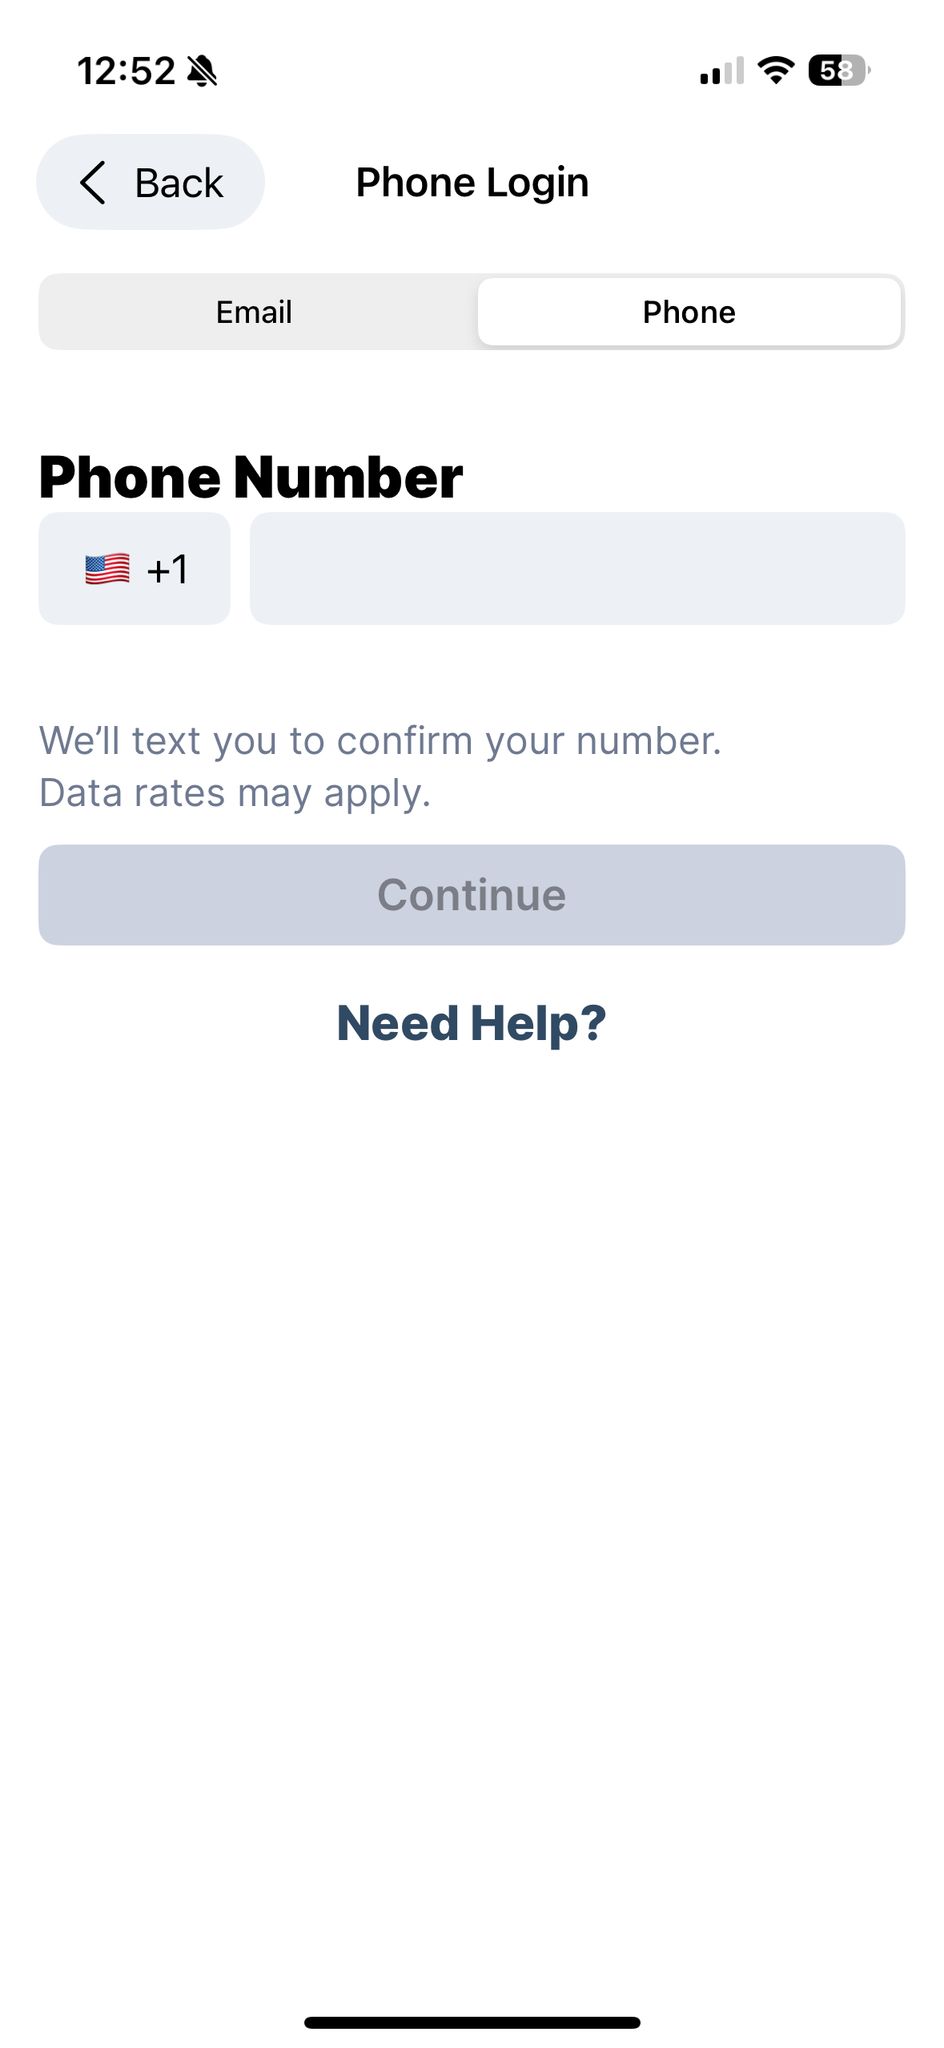 12:52
58
Back
Phone Login
Email
Phone
Phone Number
🇺🇸 +1
We’ll text you to confirm your number.
Data rates may apply.
Continue
Need Help?